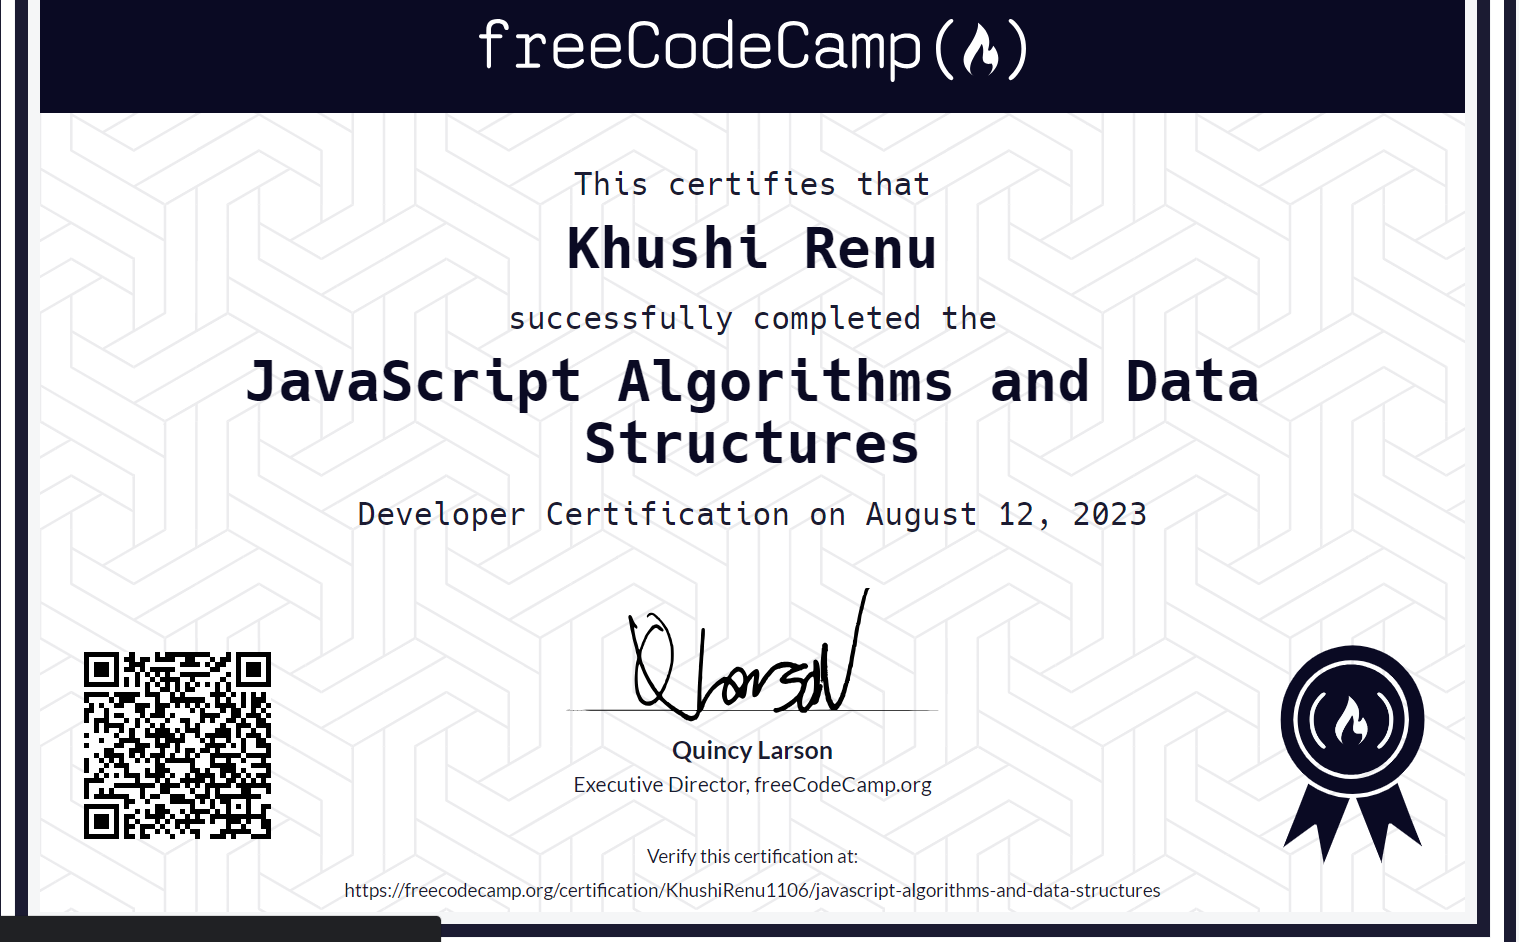 freeCodeCamp
This certifies that
Khushi Renu
successfully completed the
JavaScript Algorithms and Data
Structures
Developer Certification on August 12, 2023
Quincy Larson
Executive Director, freeCodeCamp.org
Verify this certification at:
https://freecodecamp.org/certification/KhushiRenu1106/javascript-algorithms-and-data-structures